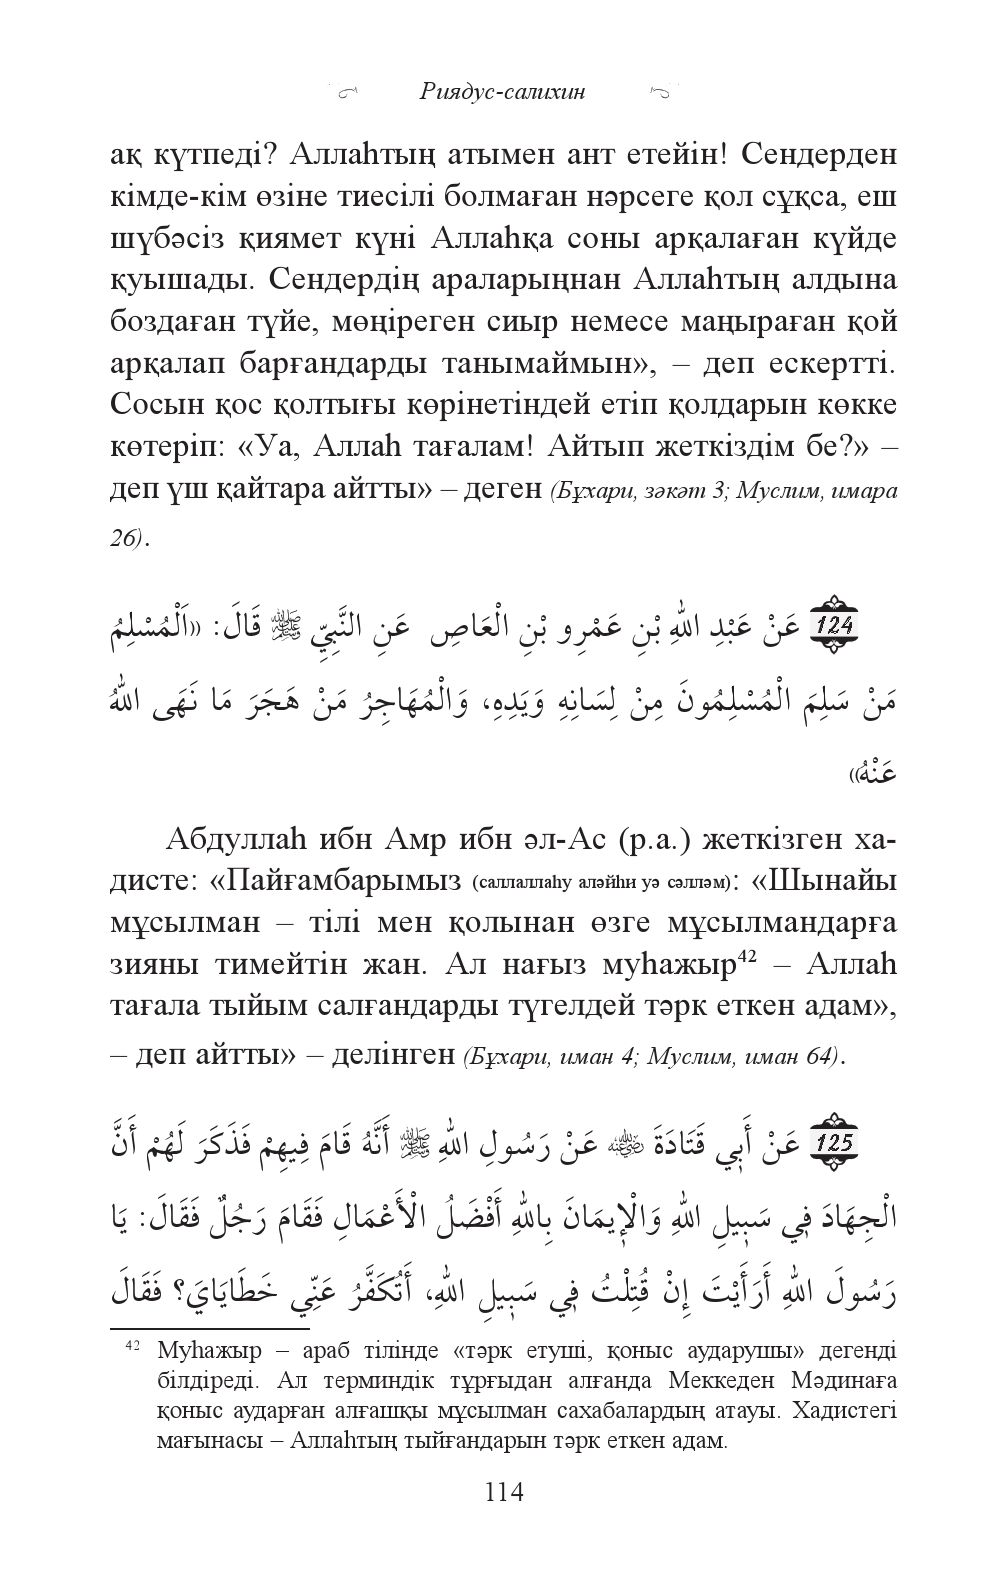 Риядус-салихин
ақ күтпеді? Аллаһтың атымен ант етейін! Сендерден
кімде-кім өзіне тиесілі болмаған нәрсеге қол сұқса, еш
шүбәсіз қиямет күні Аллаһқа соны арқалаған күйде
қуышады. Сендердің араларыңнан Аллаһтың алдына
боздаған түйе, мөңіреген сиыр немесе маңыраған қой
арқалап барғандарды танымаймын», – деп ескертті.
Сосын қос қолтығы көрінетіндей етіп қолдарын көкке
көтеріп: «Уа, Аллаһ тағалам! Айтып жеткіздім бе?» –
деп үш қайтара айтты» – деген (Бұхари, зәкәт 3; Муслим, имара
26).
124 عَنْ عَبْدِ اللهِ بْنِ عَمْرِو بْنِ الْعَاصِ عَنِ النَّبِيِّ ﷺ قَالَ: «اَلْمُسْلِمُ
مَنْ سَلِمَ الْمُسْلِمُونَ مِنْ لِسَانِهِ وَيَدِهِ، وَالْمُهَاجِرُ مَنْ هَجَرَ مَا نَهَى اللهُ
عَنْهُ»
Абдуллаһ ибн Амр ибн әл-Ас (р.а.) жеткізген ха-
дисте: «Пайғамбарымыз (саллаллаһу аләйһи уә сәлләм): «Шынайы
мұсылман – тілі мен қолынан өзге мұсылмандарға
зияны тимейтін жан. Ал нағыз муһажыр42 – Аллаһ
тағала тыйым салғандарды түгелдей тәрк еткен адам»,
– деп айтты» – делінген (Бұхари, иман 4; Муслим, иман 64).
125 عَنْ أَبِي قَتَادَةَ ؓ عَنْ رَسُولِ اللهِ ﷺ أَنَّهُ قَامَ فِيهِمْ فَذَكَرَ لَهُمْ أَنَّ
الْجِهَادَ فِي سَبِيلِ اللهِ وَالْإِيمَانَ بِاللهِ أَفْضَلُ الْأَعْمَالِ فَقَامَ رَجُلٌ فَقَالَ: يَا
رَسُولَ اللهِ أَرَأَيْتَ إِنْ قُتِلْتُ فِي سَبِيلِ اللهِ، أَتُكَفَّرُ عَنِّي خَطَايَايَ؟ فَقَالَ
42 Муһажыр – араб тілінде «тәрк етуші, қоныс аударушы» дегенді
білдіреді. Ал терминдік тұрғыдан алғанда Меккеден Мәдинаға
қоныс аударған алғашқы мұсылман сахабалардың атауы. Хадистегі
мағынасы – Аллаһтың тыйғандарын тәрк еткен адам.
114